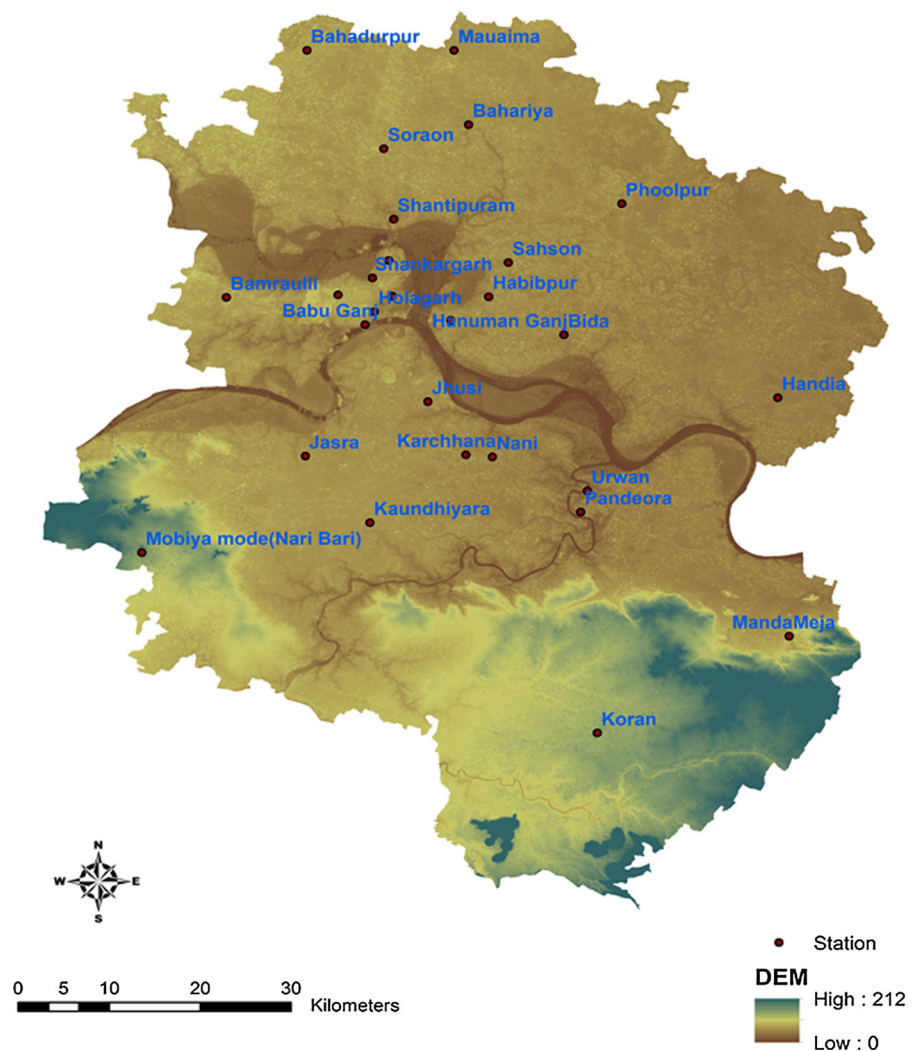 Bahadurpur
Mauaima
Bahariya
Soraon
Phoolpur
Shantipuram
Sahson
Shankargarh
Bamraulli
Holagarh
Habibpur
Babu Ganj
Hanuman GanjBida
Handia
Jhusi
Jasra
Karchhana
Nani
Urwan
Pandeora
Kaundhiyara
Mobiya mode(Nari Bari)
MandaMeja
Koran
N
W
E
S
Station
DEM
High : 212
Low : 0
0 5 10 20 30
Kilometers